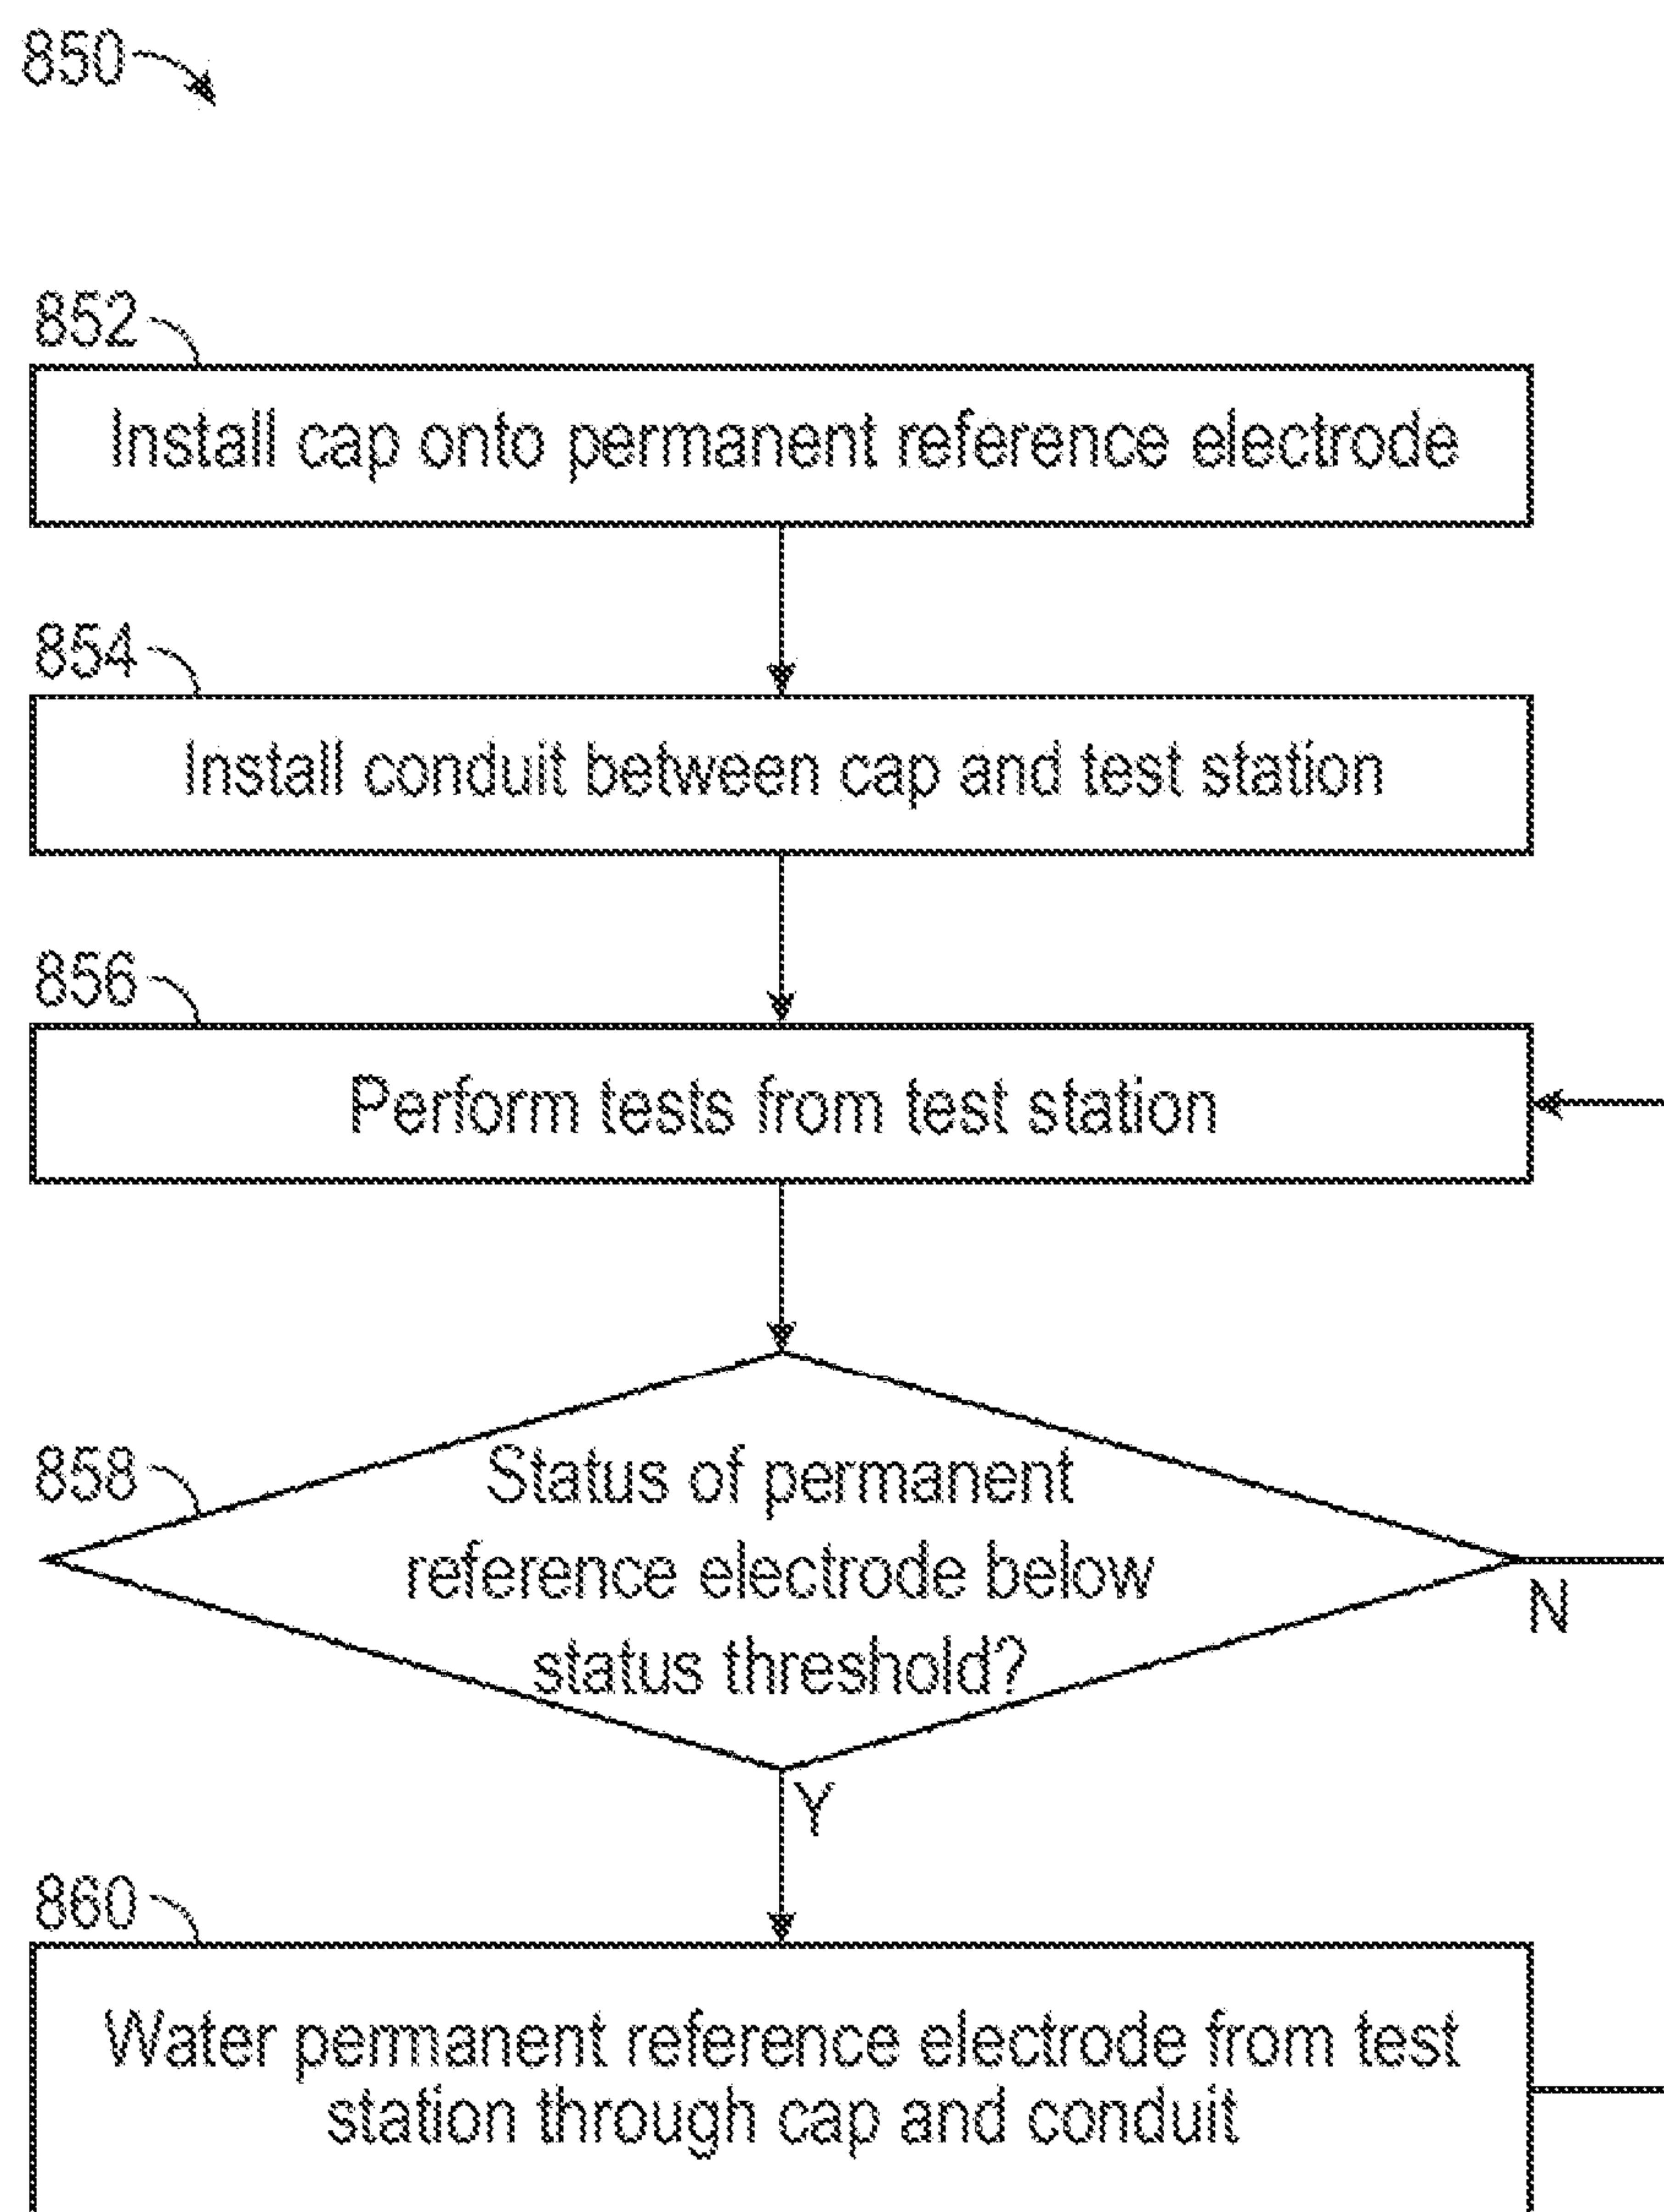 850
852
Install cap onto permanent reference electrode
854
Install conduit between cap and test station
856
Perform tests from test station
858
Status of permanent
reference electrode below
status threshold?
N
Y
860
Water permanent reference electrode from test
station through cap and conduit